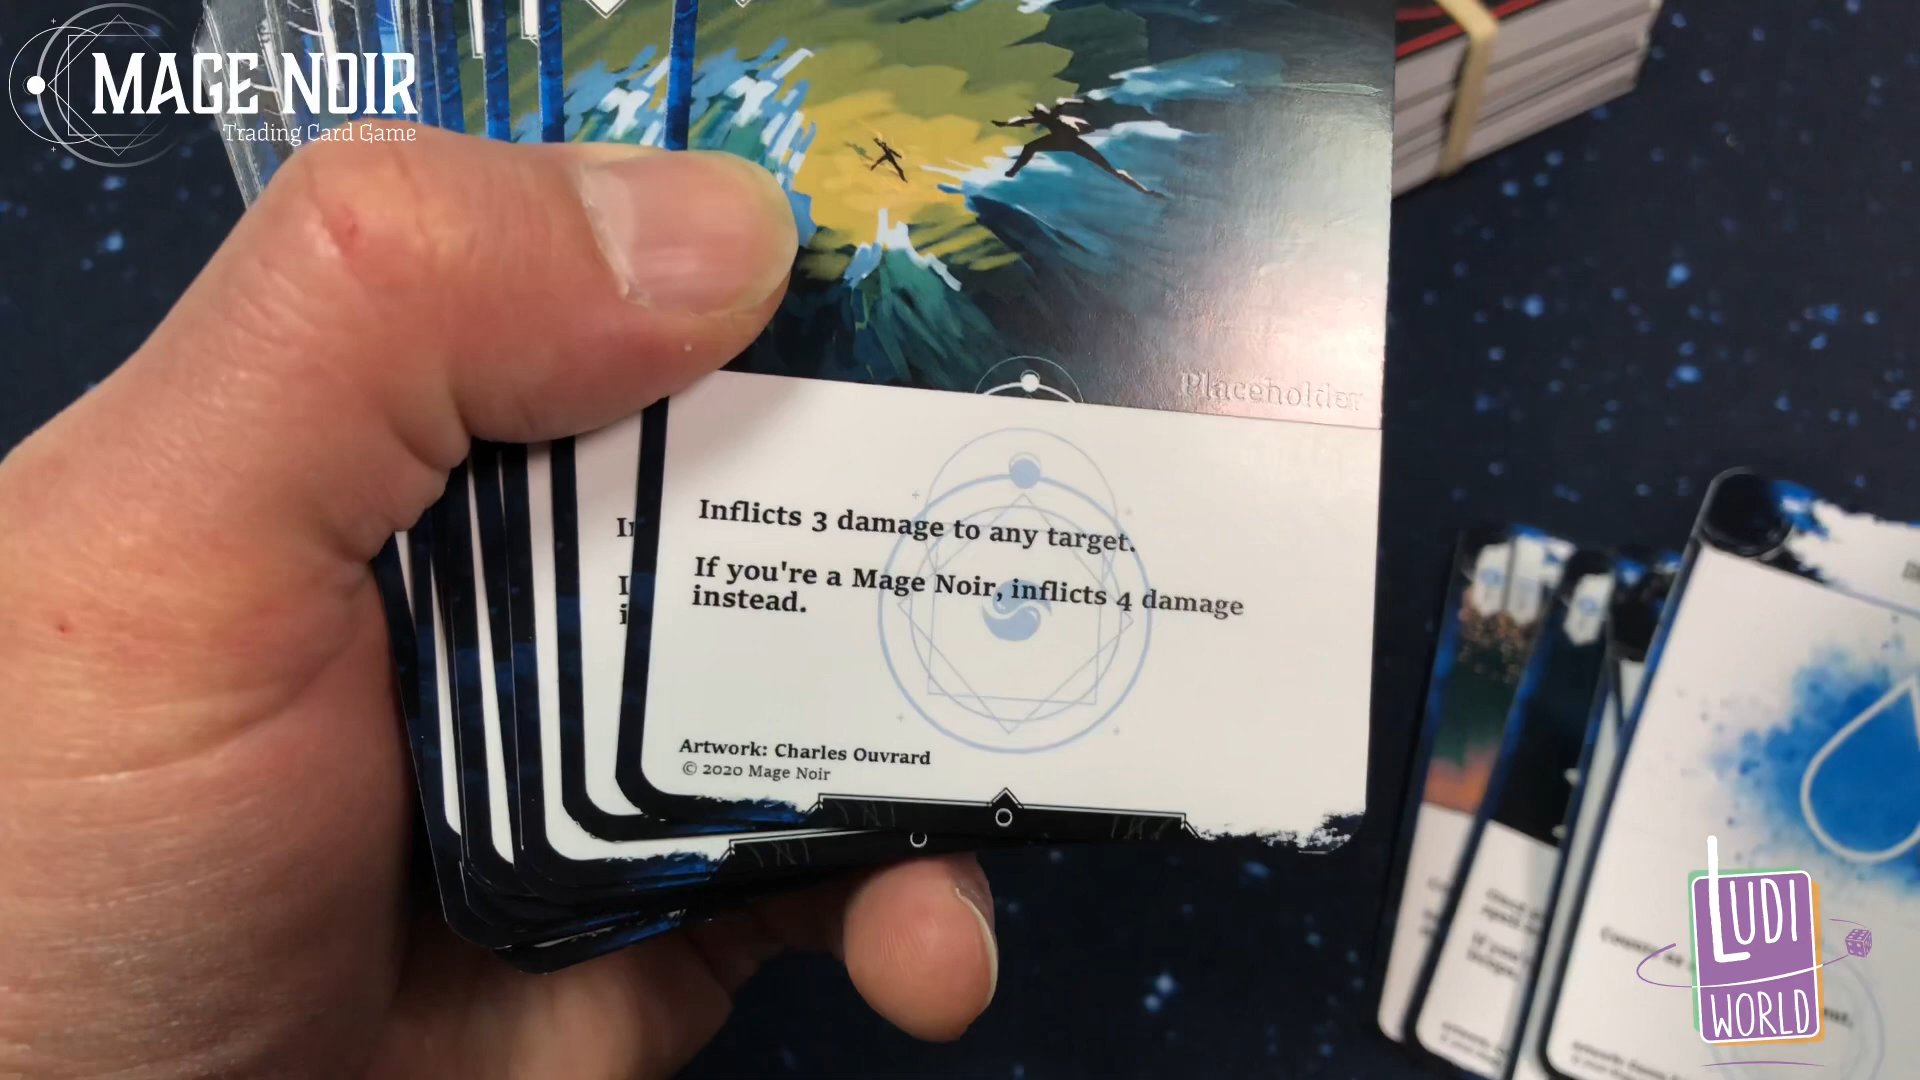 MAGE NOIR
Trading Card Game
Placeholder
Inflicts 3 damage to any target.
If you're a Mage Noir, inflicts 4 damage
instead.
Artwork: Charles Ouvrard
© 2020 Mage Noir
LUDI
WORLD